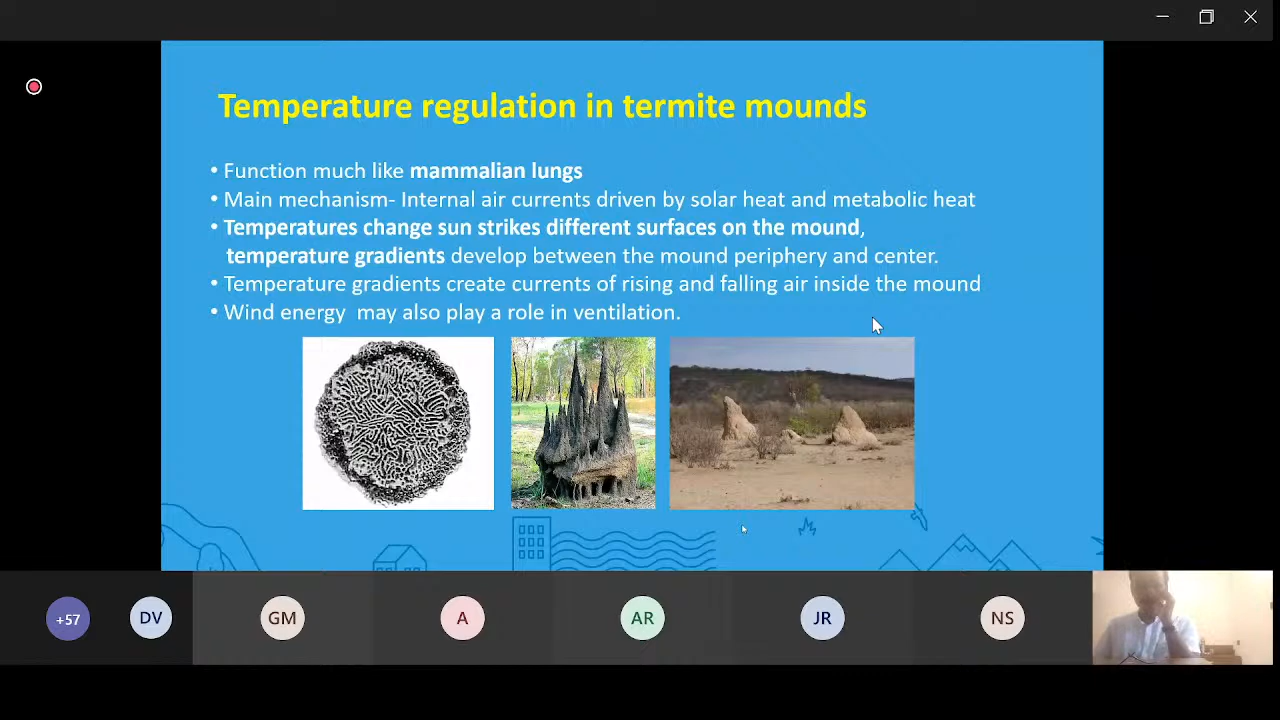 Temperature regulation in termite mounds
• Function much like mammalian lungs
• Main mechanism- Internal air currents driven by solar heat and metabolic heat
• Temperatures change sun strikes different surfaces on the mound,
temperature gradients develop between the mound periphery and center.
• Temperature gradients create currents of rising and falling air inside the mound
• Wind energy may also play a role in ventilation.
+57 DV GM A AR JR NS